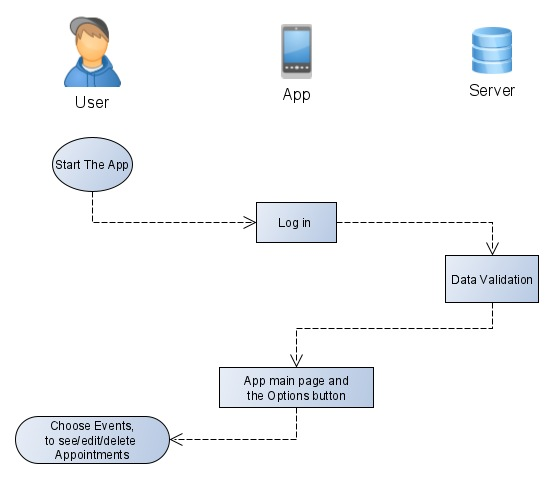 User
App
Server
Start The App
Log in
Data Validation
App main page and
the Options button
Choose Events,
to see/edit/delete
Appointments